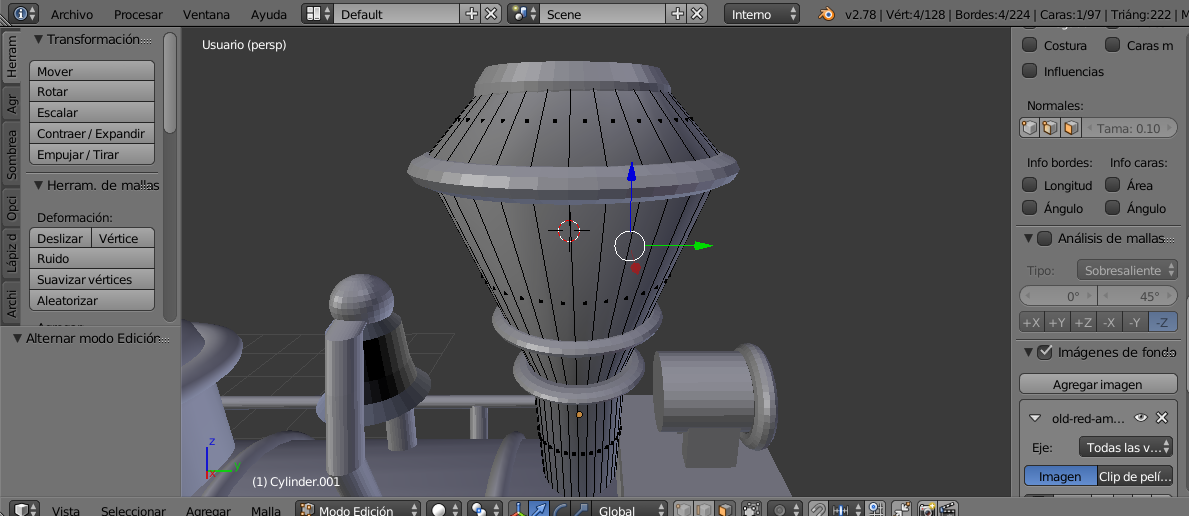 Archivo Procesar Ventana Ayuda Default Scene Interno v2.78 | Vért:4/128 | Bordes:4/224 | Caras:1/97 | Triáng:222 | M
Usuario (persp)
Herram
Agr
Sombrea
Opci
Lápiz d
Archi
Transformación
Mover
Rotar
Escalar
Contraer / Expandir
Empujar / Tirar
Herram. de mallas
Deformación:
Deslizar Vértice
Ruido
Suavizar vértices
Aleatorizar
Alternar modo Edición
z
y
x
(1) Cylinder.001
Costura Caras m
Influencias
Normales:
Tama: 0.10
Info bordes: Info caras:
Longitud Área
Ángulo Ángulo
Análisis de mallas
Tipo: Sobresaliente
0° 45°
+X +Y +Z -X -Y -Z
Imágenes de fondo
Agregar imagen
old-red-am...
Eje: Todas las v...
Imagen Clip de pelí...
Vista Seleccionar Agregar Malla Modo Edición Global